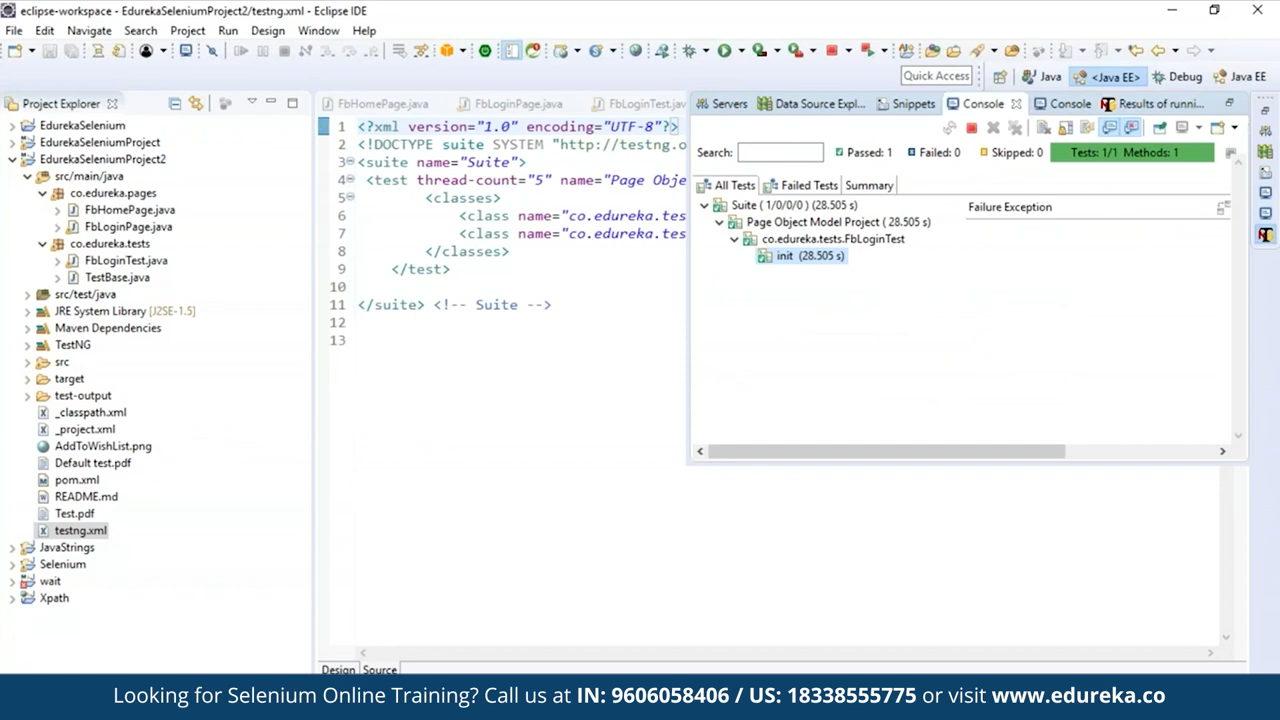 eclipse-workspace - EdurekaSeleniumProject2/testng.xml - Eclipse IDE
File Edit Navigate Search Project Run Design Window Help
Quick Access Java <Java EE> Debug Java EE
Project Explorer
EdurekaSelenium
EdurekaSeleniumProject
EdurekaSeleniumProject2
src/main/java
co.edureka.pages
FbHomePage.java
FbLoginPage.java
co.edureka.tests
FbLoginTest.java
TestBase.java
src/test/java
JRE System Library [J2SE-1.5]
Maven Dependencies
TestNG
src
target
test-output
_classpath.xml
_project.xml
AddToWishList.png
Default test.pdf
pom.xml
README.md
Test.pdf
testng.xml
JavaStrings
Selenium
wait
Xpath
FbHomePage.java FbLoginPage.java FbLoginTest.jav
1 <?xml version="1.0" encoding="UTF-8"?>
2 <!DOCTYPE suite SYSTEM "http://testng.o
3 <suite name="Suite">
4 <test thread-count="5" name="Page Obje
5 <classes>
6 <class name="co.edureka.tes
7 <class name="co.edureka.tes
8 </classes>
9 </test>
10
11 </suite> <!-- Suite -->
12
13
Design Source
Servers Data Source Expl... Snippets Console Console Results of runni...
Search: Passed: 1 Failed: 0 Skipped: 0 Tests: 1/1 Methods: 1
All Tests Failed Tests Summary
Suite ( 1/0/0/0 ) (28.505 s) Failure Exception
Page Object Model Project ( 28.505 s)
co.edureka.tests.FbLoginTest
init (28.505 s)
Looking for Selenium Online Training? Call us at IN: 9606058406 / US: 18338555775 or visit www.edureka.co